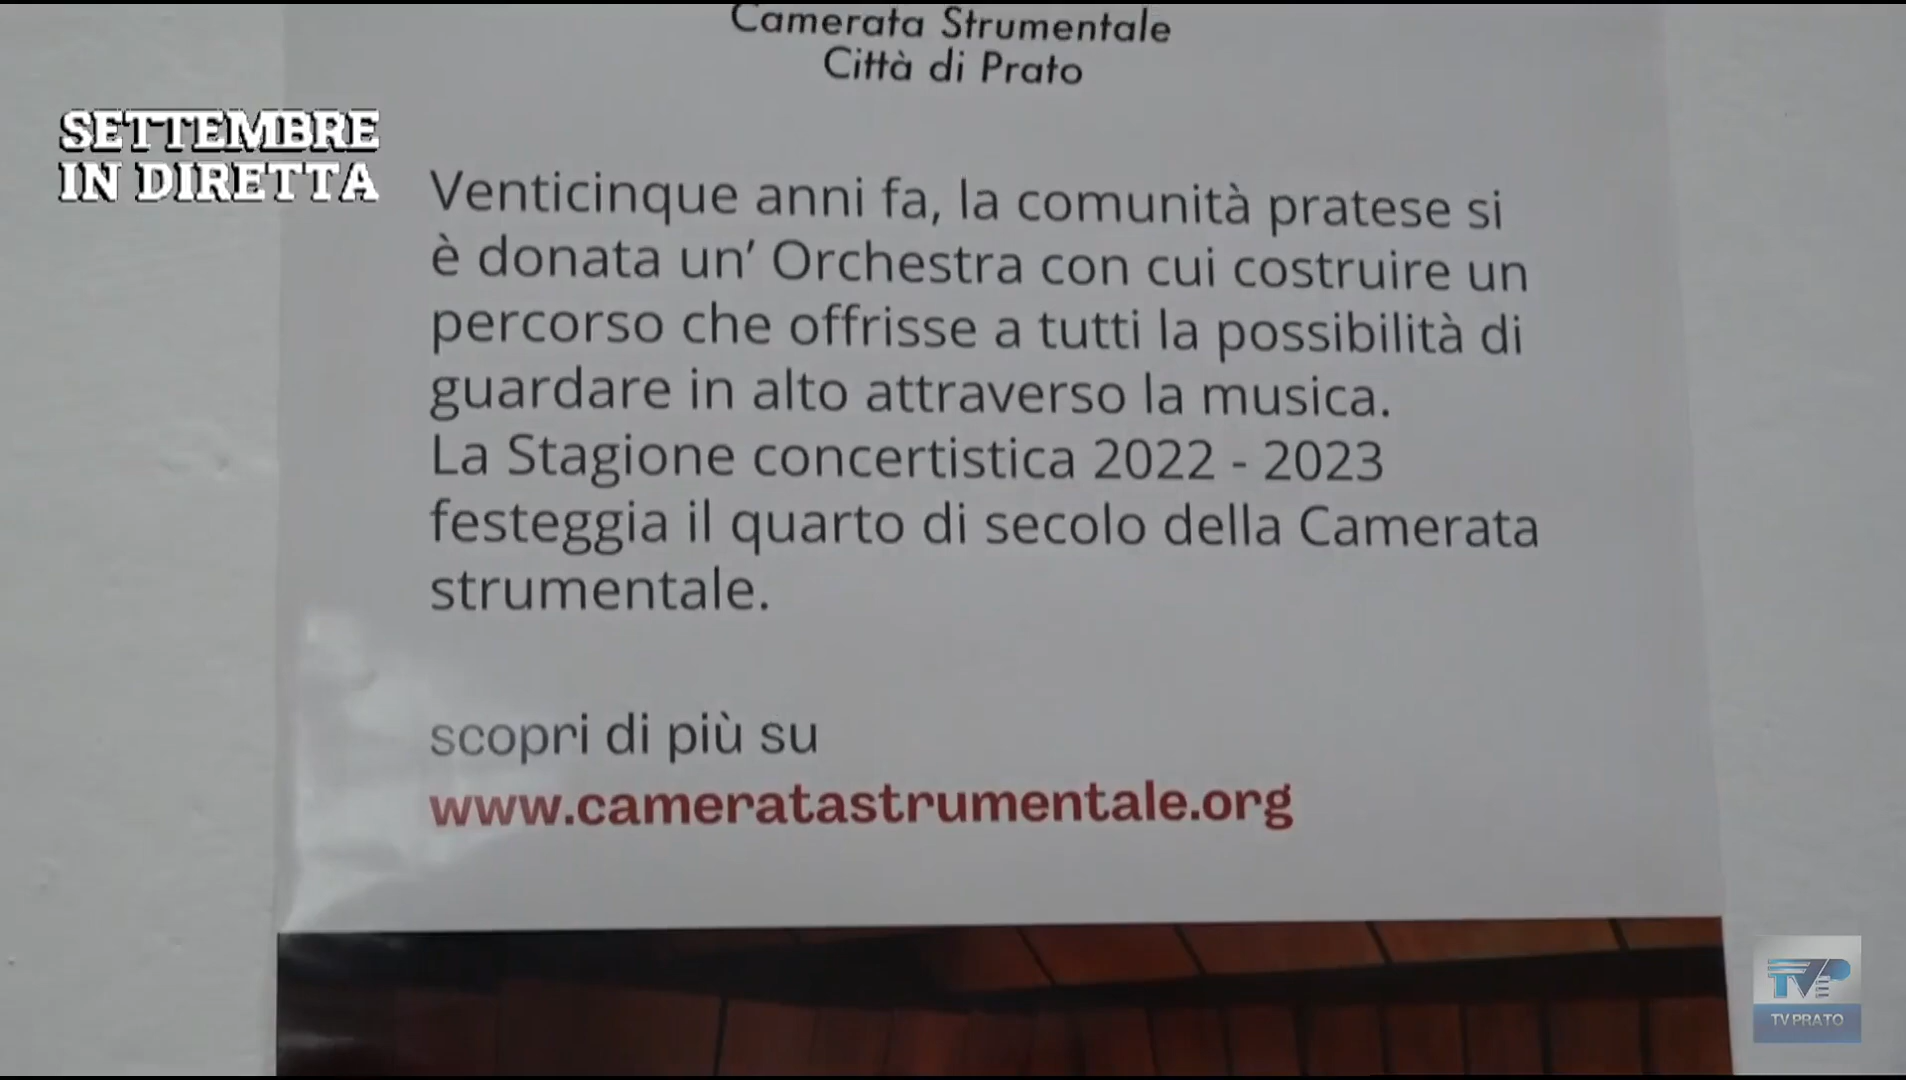 Camerata Strumentale
Città di Prato
SETTEMBRE
IN DIRETTA
Venticinque anni fa, la comunità pratese si
è donata un’ Orchestra con cui costruire un
percorso che offrisse a tutti la possibilità di
guardare in alto attraverso la musica.
La Stagione concertistica 2022 - 2023
festeggia il quarto di secolo della Camerata
strumentale.
scopri di più su
www.cameratastrumentale.org
TVP
TV PRATO